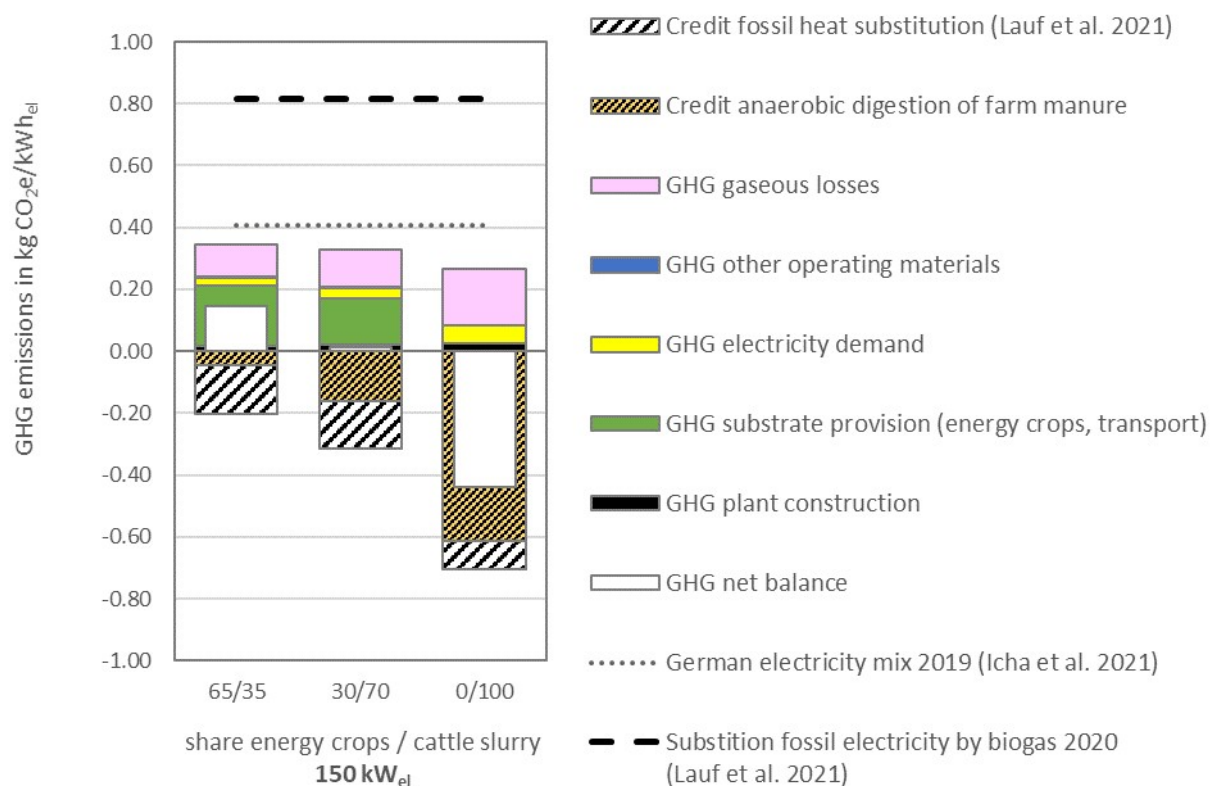 GHG emissions in kg CO₂e/kWhₑₗ
1.00
0.80
0.60
0.40
0.20
0.00
-0.20
-0.40
-0.60
-0.80
-1.00
65/35
30/70
0/100
share energy crops / cattle slurry
150 kWₑₗ
Credit fossil heat substitution (Lauf et al. 2021)
Credit anaerobic digestion of farm manure
GHG gaseous losses
GHG other operating materials
GHG electricity demand
GHG substrate provision (energy crops, transport)
GHG plant construction
GHG net balance
German electricity mix 2019 (Icha et al. 2021)
Substition fossil electricity by biogas 2020
(Lauf et al. 2021)